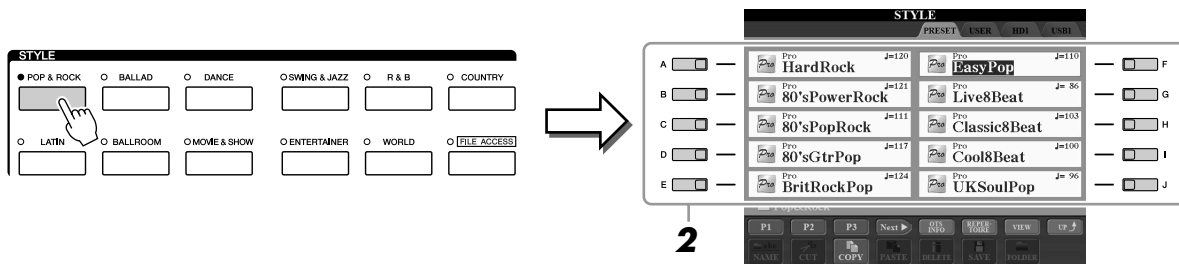 STYLE
POP & ROCK BALLAD DANCE SWING & JAZZ R & B COUNTRY
LATIN BALLROOM MOVIE & SHOW ENTERTAINER WORLD FILE ACCESS
STYLE
PRESET USER HD1 USB1
A Pro HardRock ♩=120 Pro EasyPop ♩=110 F
B Pro 80'sPowerRock ♩=121 Pro Live8Beat ♩= 86 G
C Pro 80'sPopRock ♩=111 Pro Classic8Beat ♩=103 H
D Pro 80'sGtrPop ♩=117 Pro Cool8Beat ♩=100 I
E Pro BritRockPop ♩=124 Pro UKSoulPop ♩= 96 J
Pop&Rock
P1 P2 P3 Next OTS INFO REPERTOIRE VIEW UP
NAME CUT COPY PASTE DELETE SAVE FOLDER
2